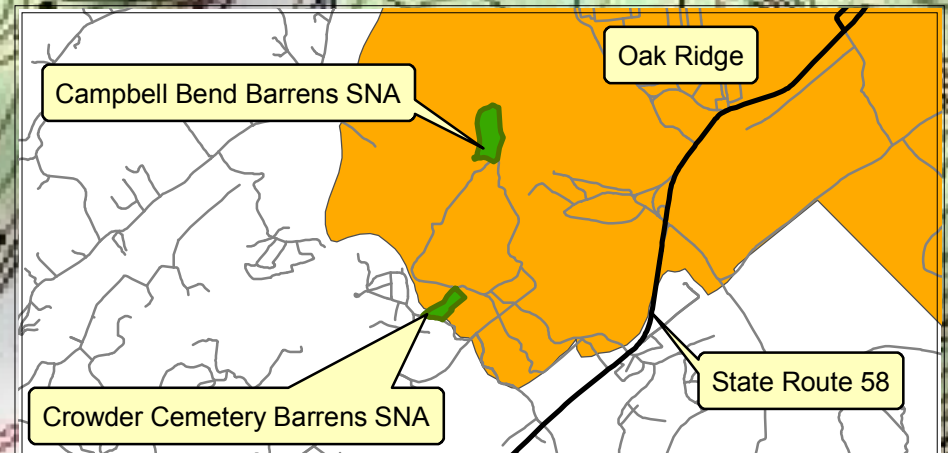 Oak Ridge
Campbell Bend Barrens SNA
State Route 58
Crowder Cemetery Barrens SNA